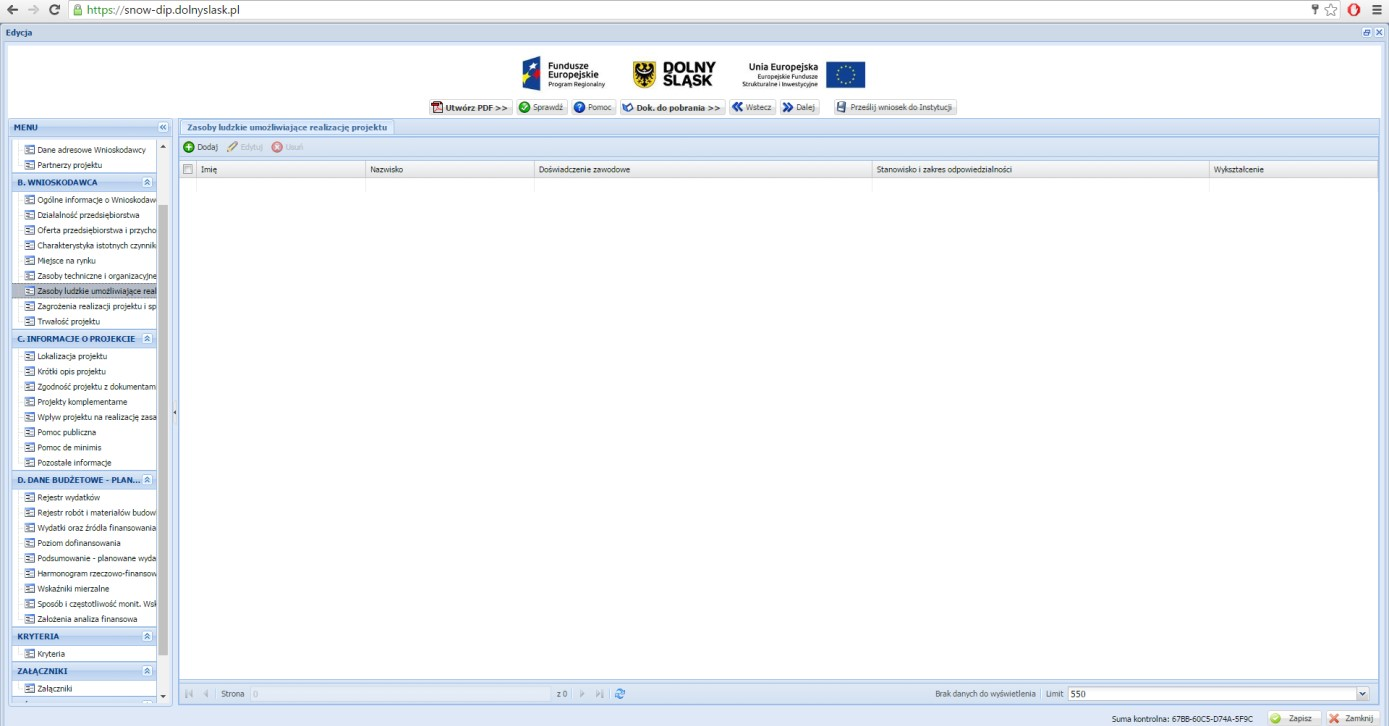 https://snow-dip.dolnyslask.pl
Edycja
Fundusze
Europejskie
Program Regionalny
DOLNY
ŚLĄSK
Unia Europejska
Europejskie Fundusze
Strukturalne i Inwestycyjne
Utwórz PDF >> Sprawdź Pomoc Dok. do pobrania >> Wstecz Dalej Prześlij wniosek do Instytucji
MENU
Dane adresowe Wnioskodawcy
Partnerzy projektu
B. WNIOSKODAWCA
Ogólne informacje o Wnioskodaw
Działalność przedsiębiorstwa
Oferta przedsiębiorstwa i przycho
Charakterystyka istotnych czynnik
Miejsce na rynku
Zasoby techniczne i organizacyjne
Zasoby ludzkie umożliwiające real
Zagrożenia realizacji projektu i sp
Trwałość projektu
C. INFORMACJE O PROJEKCIE
Lokalizacja projektu
Krótki opis projektu
Zgodność projektu z dokumentam
Projekty komplementarne
Wpływ projektu na realizację zasa
Pomoc publiczna
Pomoc de minimis
Pozostałe informacje
D. DANE BUDŻETOWE - PLAN...
Rejestr wydatków
Rejestr robót i materiałów budow
Wydatki oraz źródła finansowania
Poziom dofinansowania
Podsumowanie - planowane wyda
Harmonogram rzeczowo-finansow
Wskaźniki mierzalne
Sposób i częstotliwość monit. Wsk
Założenia analiza finansowa
KRYTERIA
Kryteria
ZAŁĄCZNIKI
Załączniki
Zasoby ludzkie umożliwiające realizację projektu
Dodaj Edytuj Usuń
Imię Nazwisko Doświadczenie zawodowe Stanowisko i zakres odpowiedzialności Wykształcenie
Strona 0 z 0 Brak danych do wyświetlenia Limit 550
Suma kontrolna: 67BB-60C5-D74A-5F9C Zapisz Zamknij